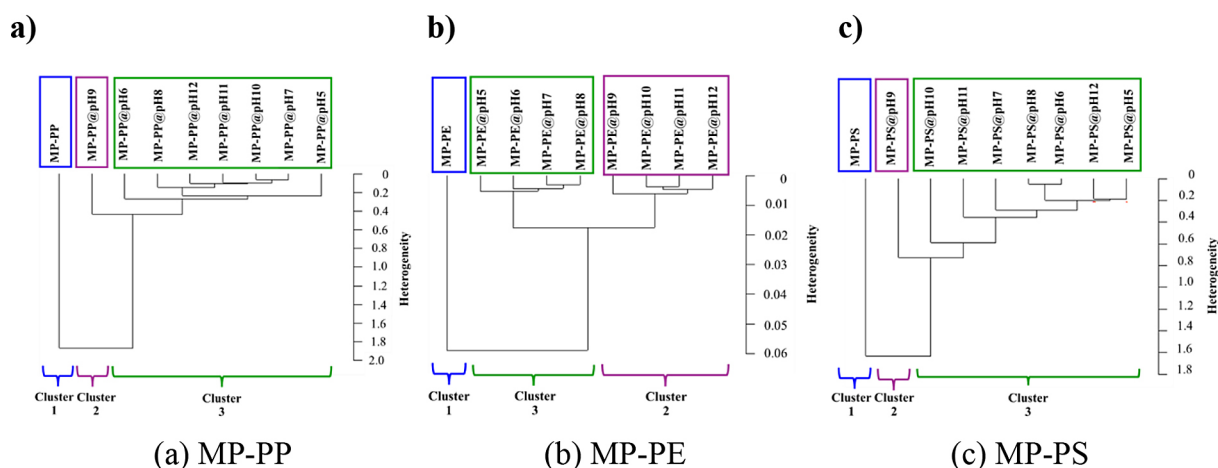 a)
MP-PP
MP-PP@pH9
MP-PP@pH6
MP-PP@pH8
MP-PP@pH12
MP-PP@pH11
MP-PP@pH10
MP-PP@pH7
MP-PP@pH5
0
0.2
0.4
0.6
0.8
1.0
1.2
1.4
1.6
1.8
2.0
Heterogeneity
Cluster
1
Cluster
2
Cluster
3
(a) MP-PP
b)
MP-PE
MP-PE@pH5
MP-PE@pH6
MP-PE@pH7
MP-PE@pH8
MP-PE@pH9
MP-PE@pH10
MP-PE@pH11
MP-PE@pH12
0
0.01
0.02
0.03
0.04
0.05
0.06
Heterogeneity
Cluster
1
Cluster
3
Cluster
2
(b) MP-PE
c)
MP-PS
MP-PS@pH9
MP-PS@pH10
MP-PS@pH11
MP-PS@pH7
MP-PS@pH8
MP-PS@pH6
MP-PS@pH12
MP-PS@pH5
0
0.2
0.4
0.6
0.8
1.0
1.2
1.4
1.6
1.8
Heterogeneity
Cluster
1
Cluster
2
Cluster
3
(c) MP-PS